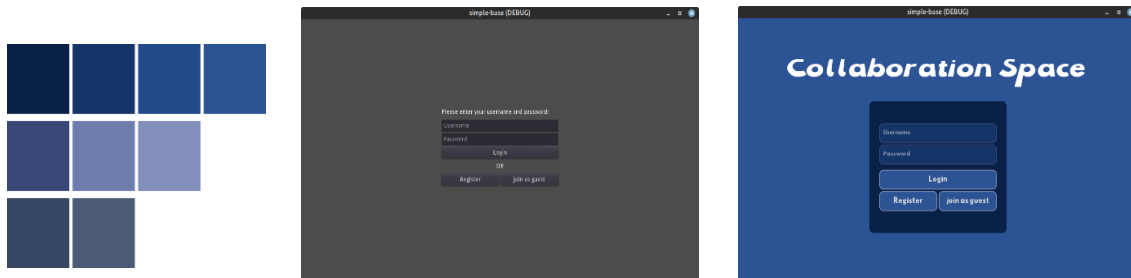 simple-base (DEBUG)
Please enter your username and password:
Username
Password
Login
OR
Register
join as guest
simple-base (DEBUG)
Collaboration Space
Username
Password
Login
Register
join as guest